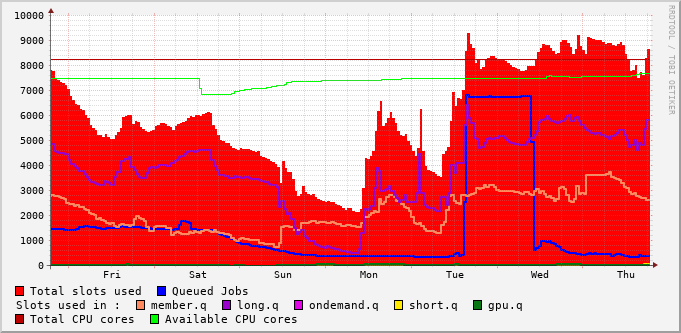 10000
9000
8000
7000
6000
5000
4000
3000
2000
1000
0
Fri Sat Sun Mon Tue Wed Thu
RRDTOOL / TOBI OETIKER
Total slots used Queued Jobs
Slots used in : member.q long.q ondemand.q short.q gpu.q
Total CPU cores Available CPU cores